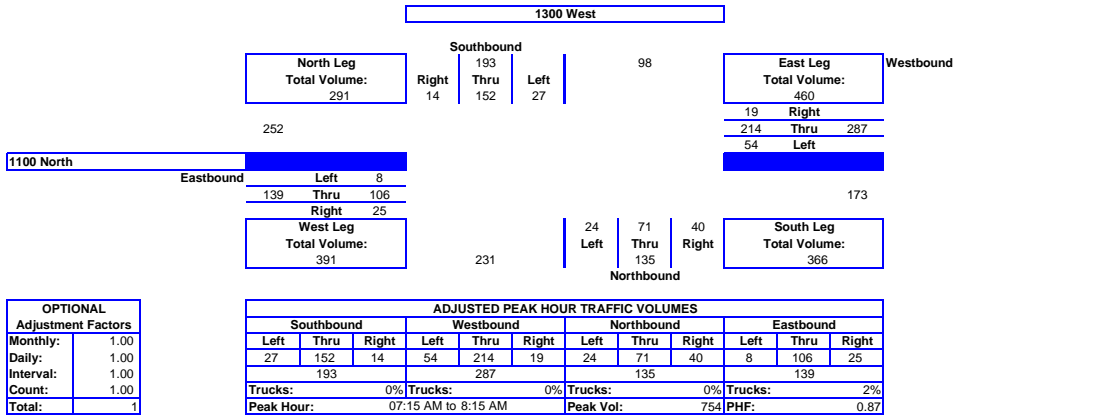 1300 West
Southbound
North Leg 193 98 East Leg Westbound
Total Volume: Right Thru Left Total Volume:
291 14 152 27 460
19 Right
252 214 Thru 287
54 Left
1100 North
Eastbound Left 8
139 Thru 106 173
Right 25
West Leg 24 71 40 South Leg
Total Volume: Left Thru Right Total Volume:
391 231 135 366
Northbound
OPTIONAL ADJUSTED PEAK HOUR TRAFFIC VOLUMES
Adjustment Factors Southbound Westbound Northbound Eastbound
Monthly: 1.00 Left Thru Right Left Thru Right Left Thru Right Left Thru Right
Daily: 1.00 27 152 14 54 214 19 24 71 40 8 106 25
Interval: 1.00 193 287 135 139
Count: 1.00 Trucks: 0% Trucks: 0% Trucks: 0% Trucks: 2%
Total: 1 Peak Hour: 07:15 AM to 8:15 AM Peak Vol: 754 PHF: 0.87